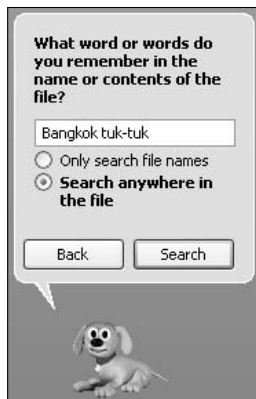 What word or words do
you remember in the
name or contents of the
file?
Bangkok tuk-tuk
Only search file names
Search anywhere in
the file
Back
Search